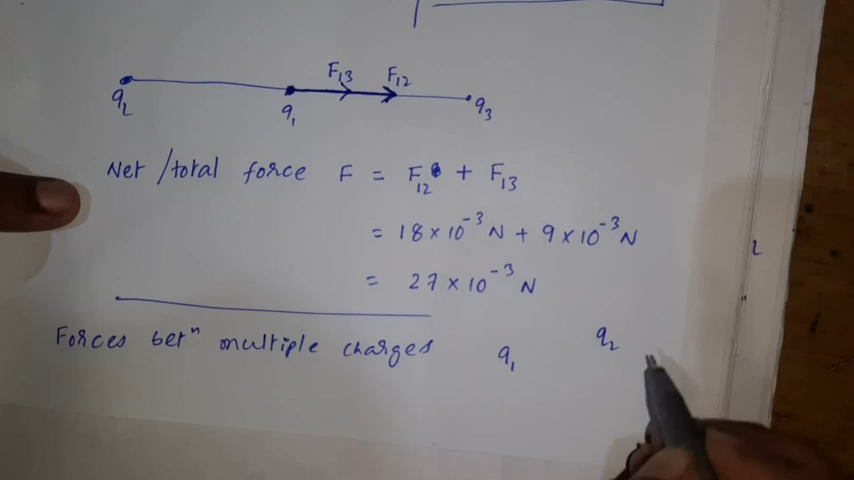 F₁₃ F₁₂
q₂ q₁ q₃
Net/total force F = F₁₂ + F₁₃
= 18×10⁻³ N + 9×10⁻³ N
= 27×10⁻³ N
Forces betⁿ multiple charges q₁ q₂